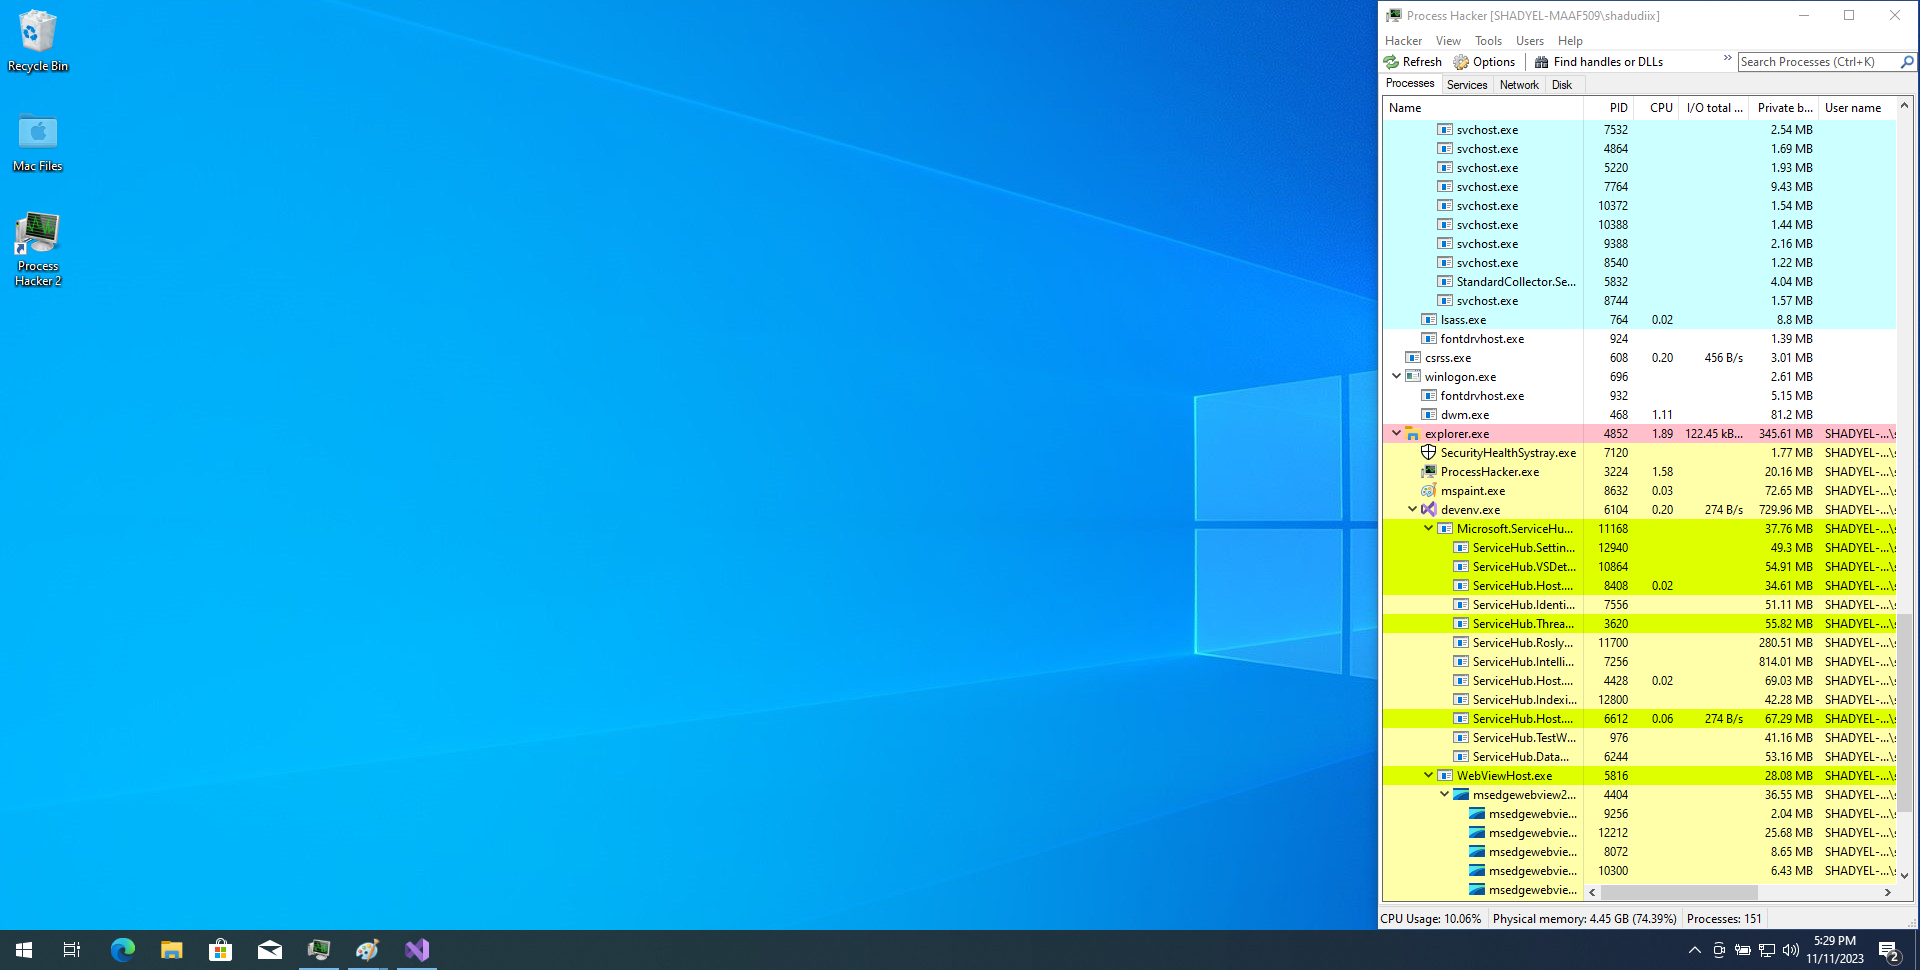 Recycle Bin
Mac Files
Process
Hacker 2
Process Hacker [SHADYEL-MAAF509\shadudiix]
Hacker View Tools Users Help
Refresh Options Find handles or DLLs » Search Processes (Ctrl+K)
Processes Services Network Disk
Name PID CPU I/O total ... Private b... User name
svchost.exe 7532 2.54 MB
svchost.exe 4864 1.69 MB
svchost.exe 5220 1.93 MB
svchost.exe 7764 9.43 MB
svchost.exe 10372 1.54 MB
svchost.exe 10388 1.44 MB
svchost.exe 9388 2.16 MB
svchost.exe 8540 1.22 MB
StandardCollector.Se... 5832 4.04 MB
svchost.exe 8744 1.57 MB
lsass.exe 764 0.02 8.8 MB
fontdrvhost.exe 924 1.39 MB
csrss.exe 608 0.20 456 B/s 3.01 MB
winlogon.exe 696 2.61 MB
fontdrvhost.exe 932 5.15 MB
dwm.exe 468 1.11 81.2 MB
explorer.exe 4852 1.89 122.45 kB... 345.61 MB SHADYEL-...\s
SecurityHealthSystray.exe 7120 1.77 MB SHADYEL-...\s
ProcessHacker.exe 3224 1.58 20.16 MB SHADYEL-...\s
mspaint.exe 8632 0.03 72.65 MB SHADYEL-...\s
devenv.exe 6104 0.20 274 B/s 729.96 MB SHADYEL-...\s
Microsoft.ServiceHu... 11168 37.76 MB SHADYEL-...\s
ServiceHub.Settin... 12940 49.3 MB SHADYEL-...\s
ServiceHub.VSDet... 10864 54.91 MB SHADYEL-...\s
ServiceHub.Host.... 8408 0.02 34.61 MB SHADYEL-...\s
ServiceHub.Identi... 7556 51.11 MB SHADYEL-...\s
ServiceHub.Threa... 3620 55.82 MB SHADYEL-...\s
ServiceHub.Rosly... 11700 280.51 MB SHADYEL-...\s
ServiceHub.Intelli... 7256 814.01 MB SHADYEL-...\s
ServiceHub.Host.... 4428 0.02 69.03 MB SHADYEL-...\s
ServiceHub.Indexi... 12800 42.28 MB SHADYEL-...\s
ServiceHub.Host.... 6612 0.06 274 B/s 67.29 MB SHADYEL-...\s
ServiceHub.TestW... 976 41.16 MB SHADYEL-...\s
ServiceHub.Data... 6244 53.16 MB SHADYEL-...\s
WebViewHost.exe 5816 28.08 MB SHADYEL-...\s
msedgewebview2... 4404 36.55 MB SHADYEL-...\s
msedgewebvie... 9256 2.04 MB SHADYEL-...\s
msedgewebvie... 12212 25.68 MB SHADYEL-...\s
msedgewebvie... 8072 8.65 MB SHADYEL-...\s
msedgewebvie... 10300 6.43 MB SHADYEL-...\s
msedgewebvie...
CPU Usage: 10.06% Physical memory: 4.45 GB (74.39%) Processes: 151
5:29 PM
11/11/2023
2